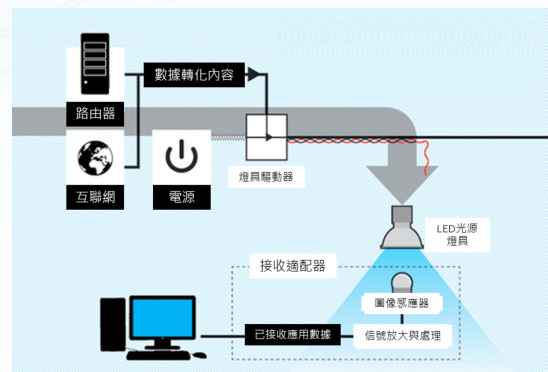 數據轉化內容
路由器
互聯網
電源
燈具驅動器
LED光源
燈具
接收適配器
圖像感應器
已接收應用數據
信號放大與處理